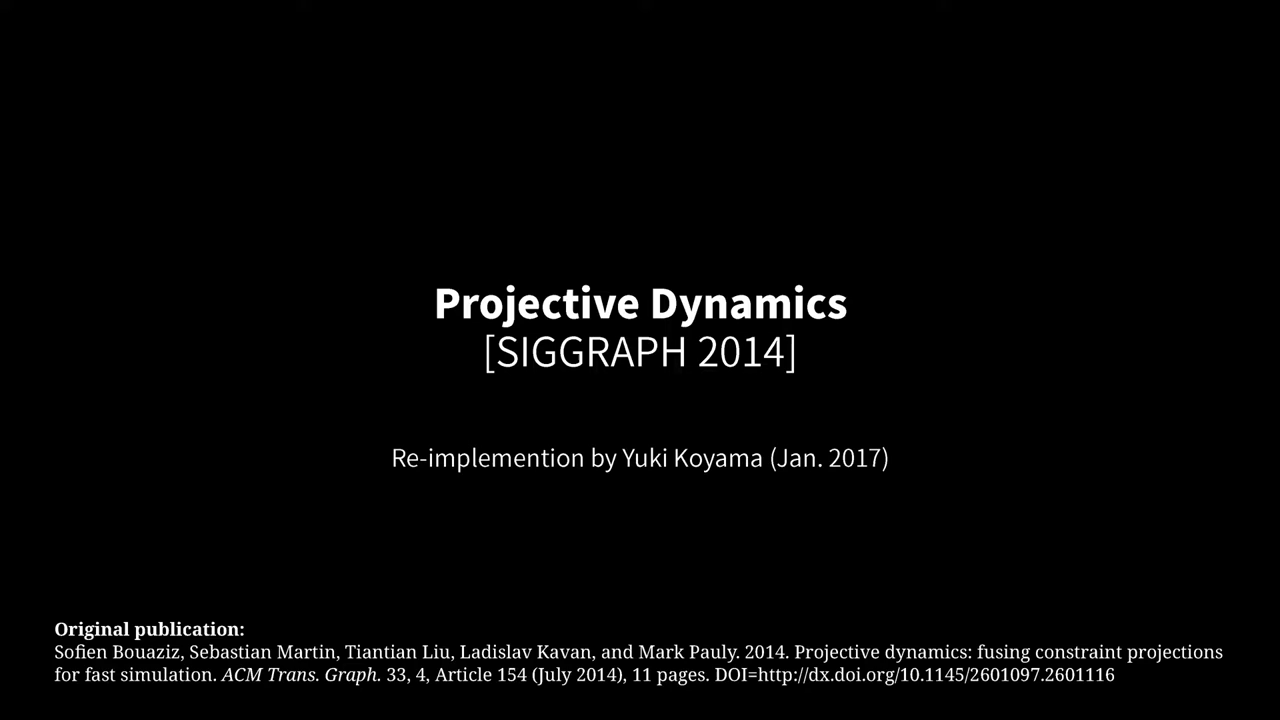 Projective Dynamics
[SIGGRAPH 2014]
Re-implemention by Yuki Koyama (Jan. 2017)
Original publication:
Sofien Bouaziz, Sebastian Martin, Tiantian Liu, Ladislav Kavan, and Mark Pauly. 2014. Projective dynamics: fusing constraint projections
for fast simulation. ACM Trans. Graph. 33, 4, Article 154 (July 2014), 11 pages. DOI=http://dx.doi.org/10.1145/2601097.2601116